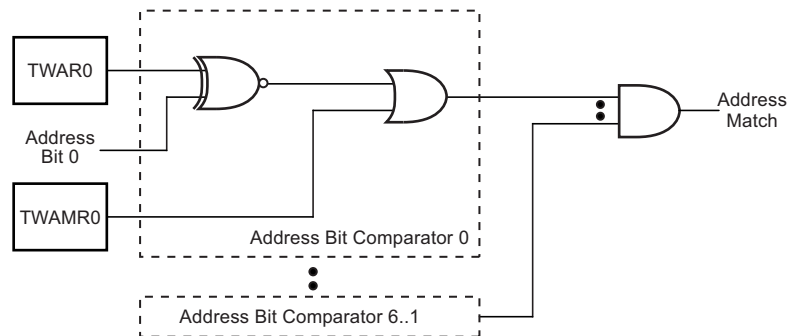 TWAR0
Address
Bit 0
TWAMR0
Address Bit Comparator 0
Address Bit Comparator 6..1
Address
Match